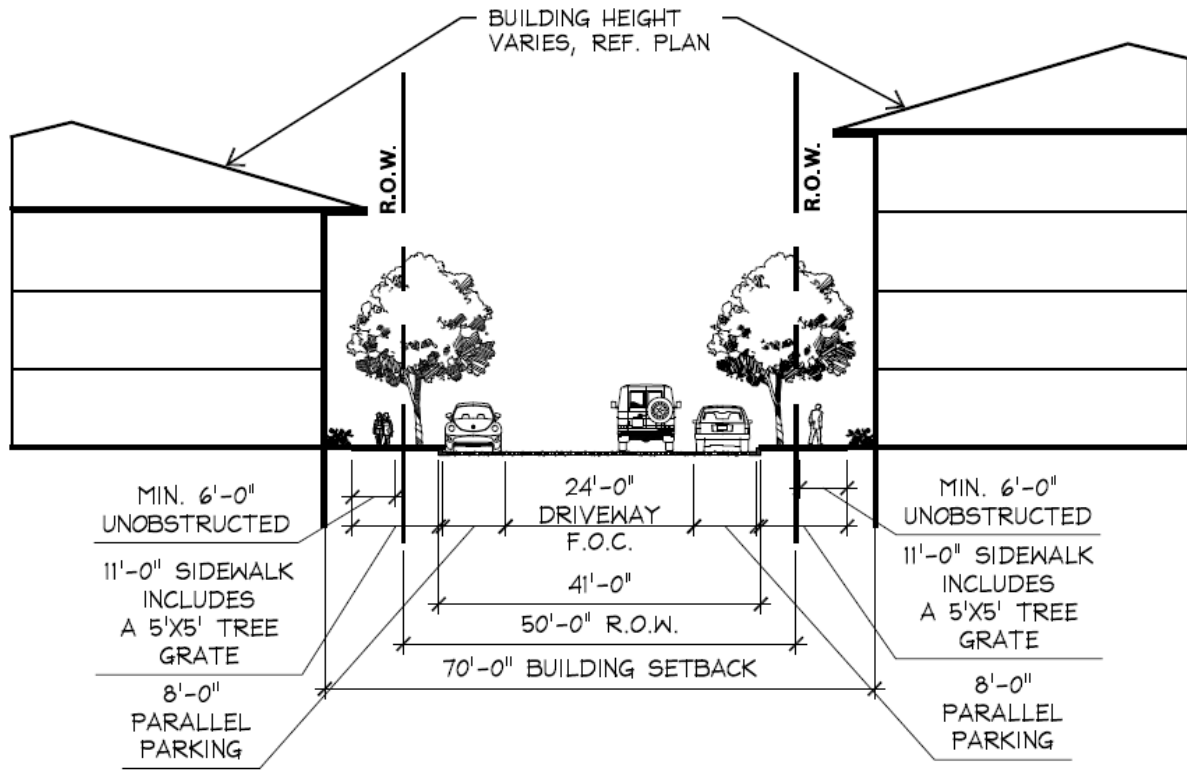 BUILDING HEIGHT
VARIES, REF. PLAN
R.O.W.
R.O.W.
MIN. 6'-0"
UNOBSTRUCTED
11'-0" SIDEWALK
INCLUDES
A 5'X5' TREE
GRATE
8'-0"
PARALLEL
PARKING
24'-0"
DRIVEWAY
F.O.C.
41'-0"
50'-0" R.O.W.
70'-0" BUILDING SETBACK
MIN. 6'-0"
UNOBSTRUCTED
11'-0" SIDEWALK
INCLUDES
A 5'X5' TREE
GRATE
8'-0"
PARALLEL
PARKING